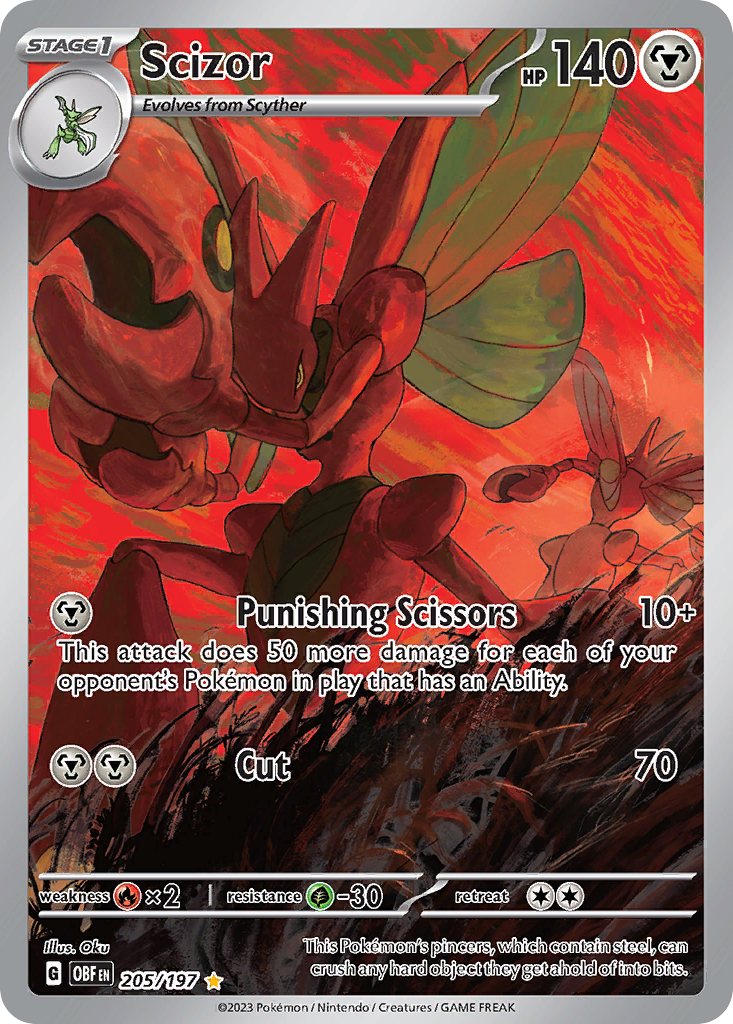 STAGE1
Scizor
HP 140
Evolves from Scyther
Punishing Scissors 10+
This attack does 50 more damage for each of your
opponent's Pokémon in play that has an Ability.
Cut 70
weakness ×2 resistance -30 retreat
Illus. Oku
This Pokémon's pincers, which contain steel, can
crush any hard object they get ahold of into bits.
G OBF EN 205/197
©2023 Pokémon / Nintendo / Creatures / GAME FREAK